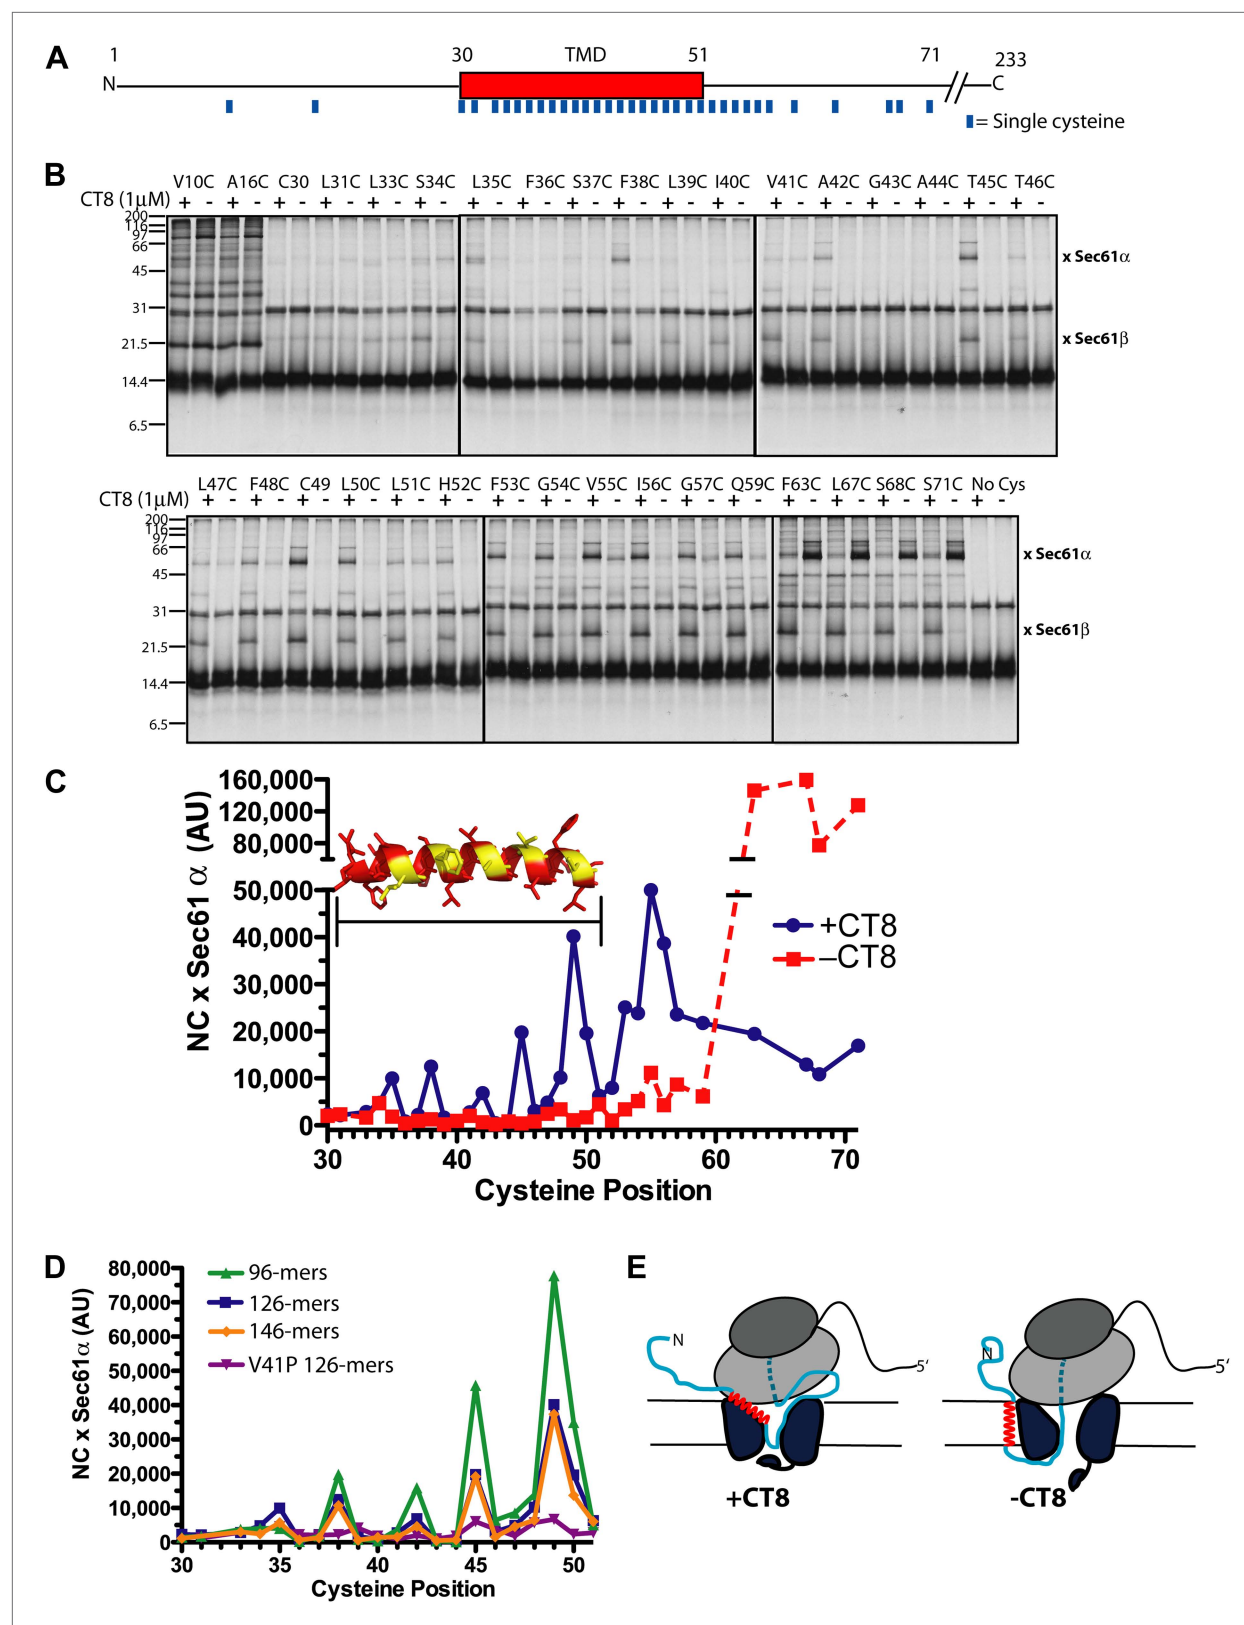 A
1 30 TMD 51 71 233
N C
= Single cysteine
B
V10C A16C C30 L31C L33C S34C L35C F36C S37C F38C L39C I40C V41C A42C G43C A44C T45C T46C
CT8 (1µM) + - + - + - + - + - + - + - + - + - + - + - + - + - + - + - + - + - + -
200
116
97
66
45
31
21.5
14.4
6.5
x Sec61α
x Sec61β
L47C F48C C49 L50C L51C H52C F53C G54C V55C I56C G57C Q59C F63C L67C S68C S71C No Cys
CT8 (1µM) + - + - + - + - + - + - + - + - + - + - + - + - + - + - + - + - + -
200
116
97
66
45
31
21.5
14.4
6.5
x Sec61α
x Sec61β
C
NC x Sec61 α (AU)
160,000
120,000
80,000
50,000
40,000
30,000
20,000
10,000
0
+CT8
–CT8
30 40 50 60 70
Cysteine Position
D
NC x Sec61α (AU)
80,000
70,000
60,000
50,000
40,000
30,000
20,000
10,000
0
96-mers
126-mers
146-mers
V41P 126-mers
30 35 40 45 50
Cysteine Position
E
N 5'
+CT8
N 5'
-CT8